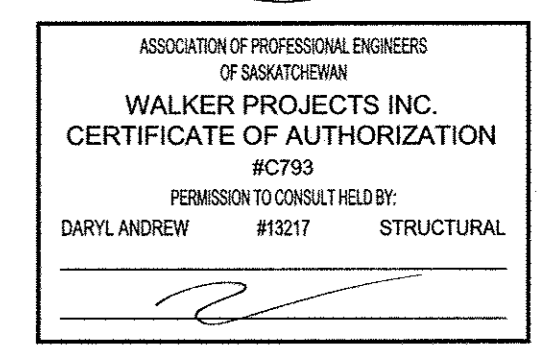 ASSOCIATION OF PROFESSIONAL ENGINEERS
OF SASKATCHEWAN
WALKER PROJECTS INC.
CERTIFICATE OF AUTHORIZATION
#C793
PERMISSION TO CONSULT HELD BY:
DARYL ANDREW #13217 STRUCTURAL